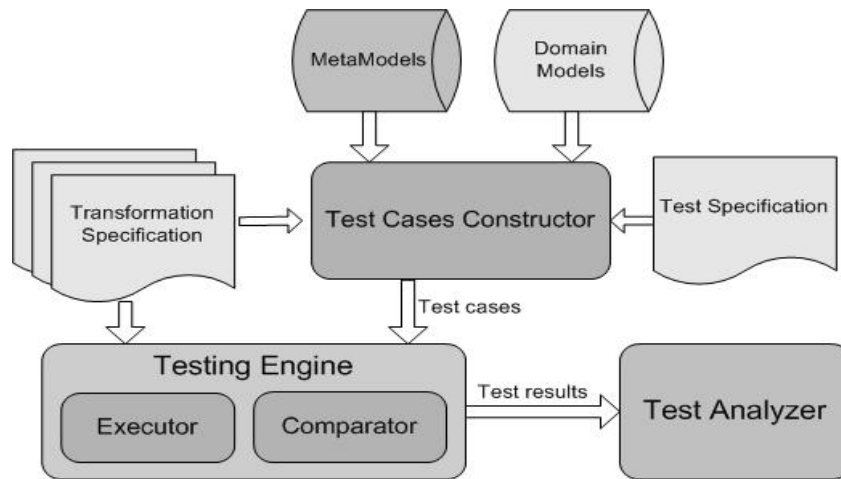 MetaModels
Domain
Models
Transformation
Specification
Test Cases Constructor
Test Specification
Test cases
Testing Engine
Executor
Comparator
Test results
Test Analyzer